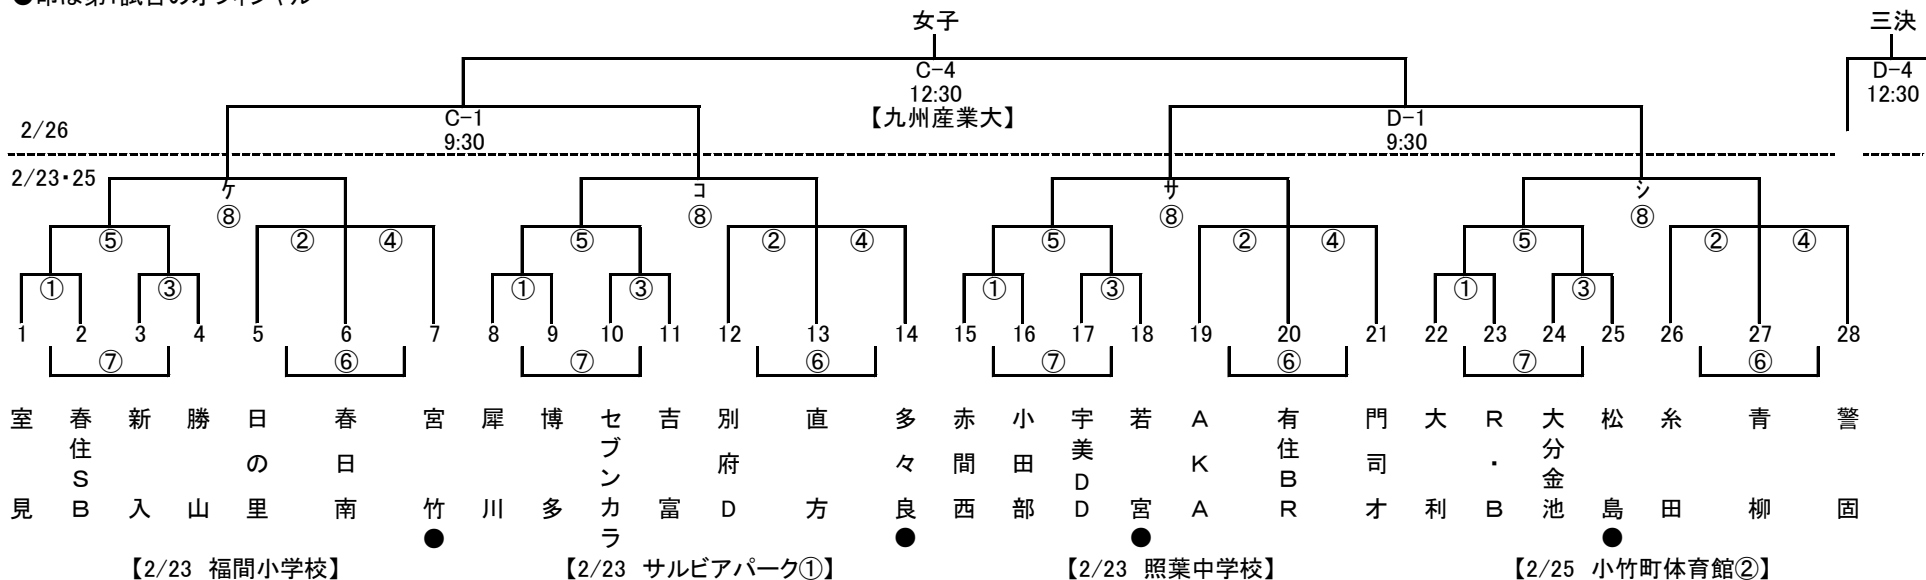 ●印は第1試合のオフィシャル
女子 三決
C-4 D-4
12:30 12:30
【九州産業大】
C-1 D-1
2/26
9:30 9:30
2/23・25
ケ コ サ シ
⑧ ⑧ ⑧ ⑧
⑤ ② ④ ⑤ ② ④ ⑤ ② ④ ⑤ ② ④
① ③ ① ③ ① ③ ① ③
1 2 3 4 5 6 7 8 9 10 11 12 13 14 15 16 17 18 19 20 21 22 23 24 25 26 27 28
⑦ ⑥ ⑦ ⑥ ⑦ ⑥ ⑦ ⑥
室見
春住SB
新入
勝山
日の里
春日南
宮竹
犀川
博多
セブンカラ
吉富
別府D
直方
多々良
赤間西
小田部
宇美DD
若宮
AKA
有住BR
門司オ
大利
R・B
大分金池
松島
糸田
青柳
警固
● ● ● ●
【2/23 福間小学校】 【2/23 サルビアパーク①】 【2/23 照葉中学校】 【2/25 小竹町体育館②】